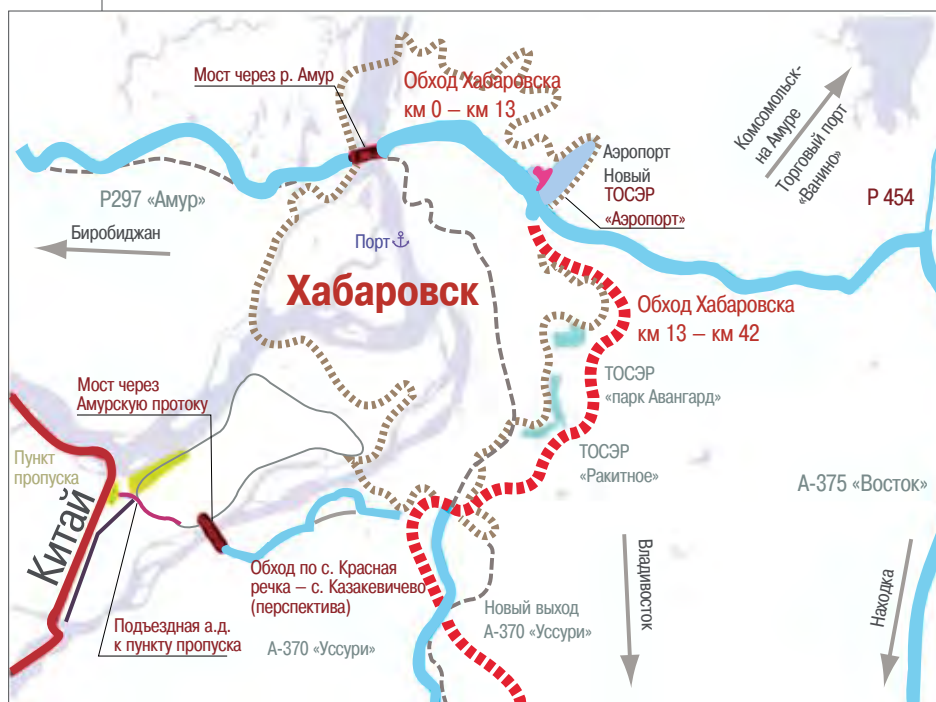 Мост через р. Амур
Обход Хабаровска
км 0 – км 13
Комсомольск-
на Амуре
Торговый порт
«Ванино»
Аэропорт
Новый
ТОСЭР
«Аэропорт»
Р 454
Р297 «Амур»
Биробиджан
Порт
Хабаровск
Обход Хабаровска
км 13 – км 42
Мост через
Амурскую протоку
ТОСЭР
«парк Авангард»
Пункт
пропуска
ТОСЭР
«Ракитное»
А-375 «Восток»
Китай
Обход по с. Красная
речка – с. Казакевичево
(перспектива)
Владивосток
Находка
Новый выход
А-370 «Уссури»
Подъездная а.д.
к пункту пропуска
А-370 «Уссури»